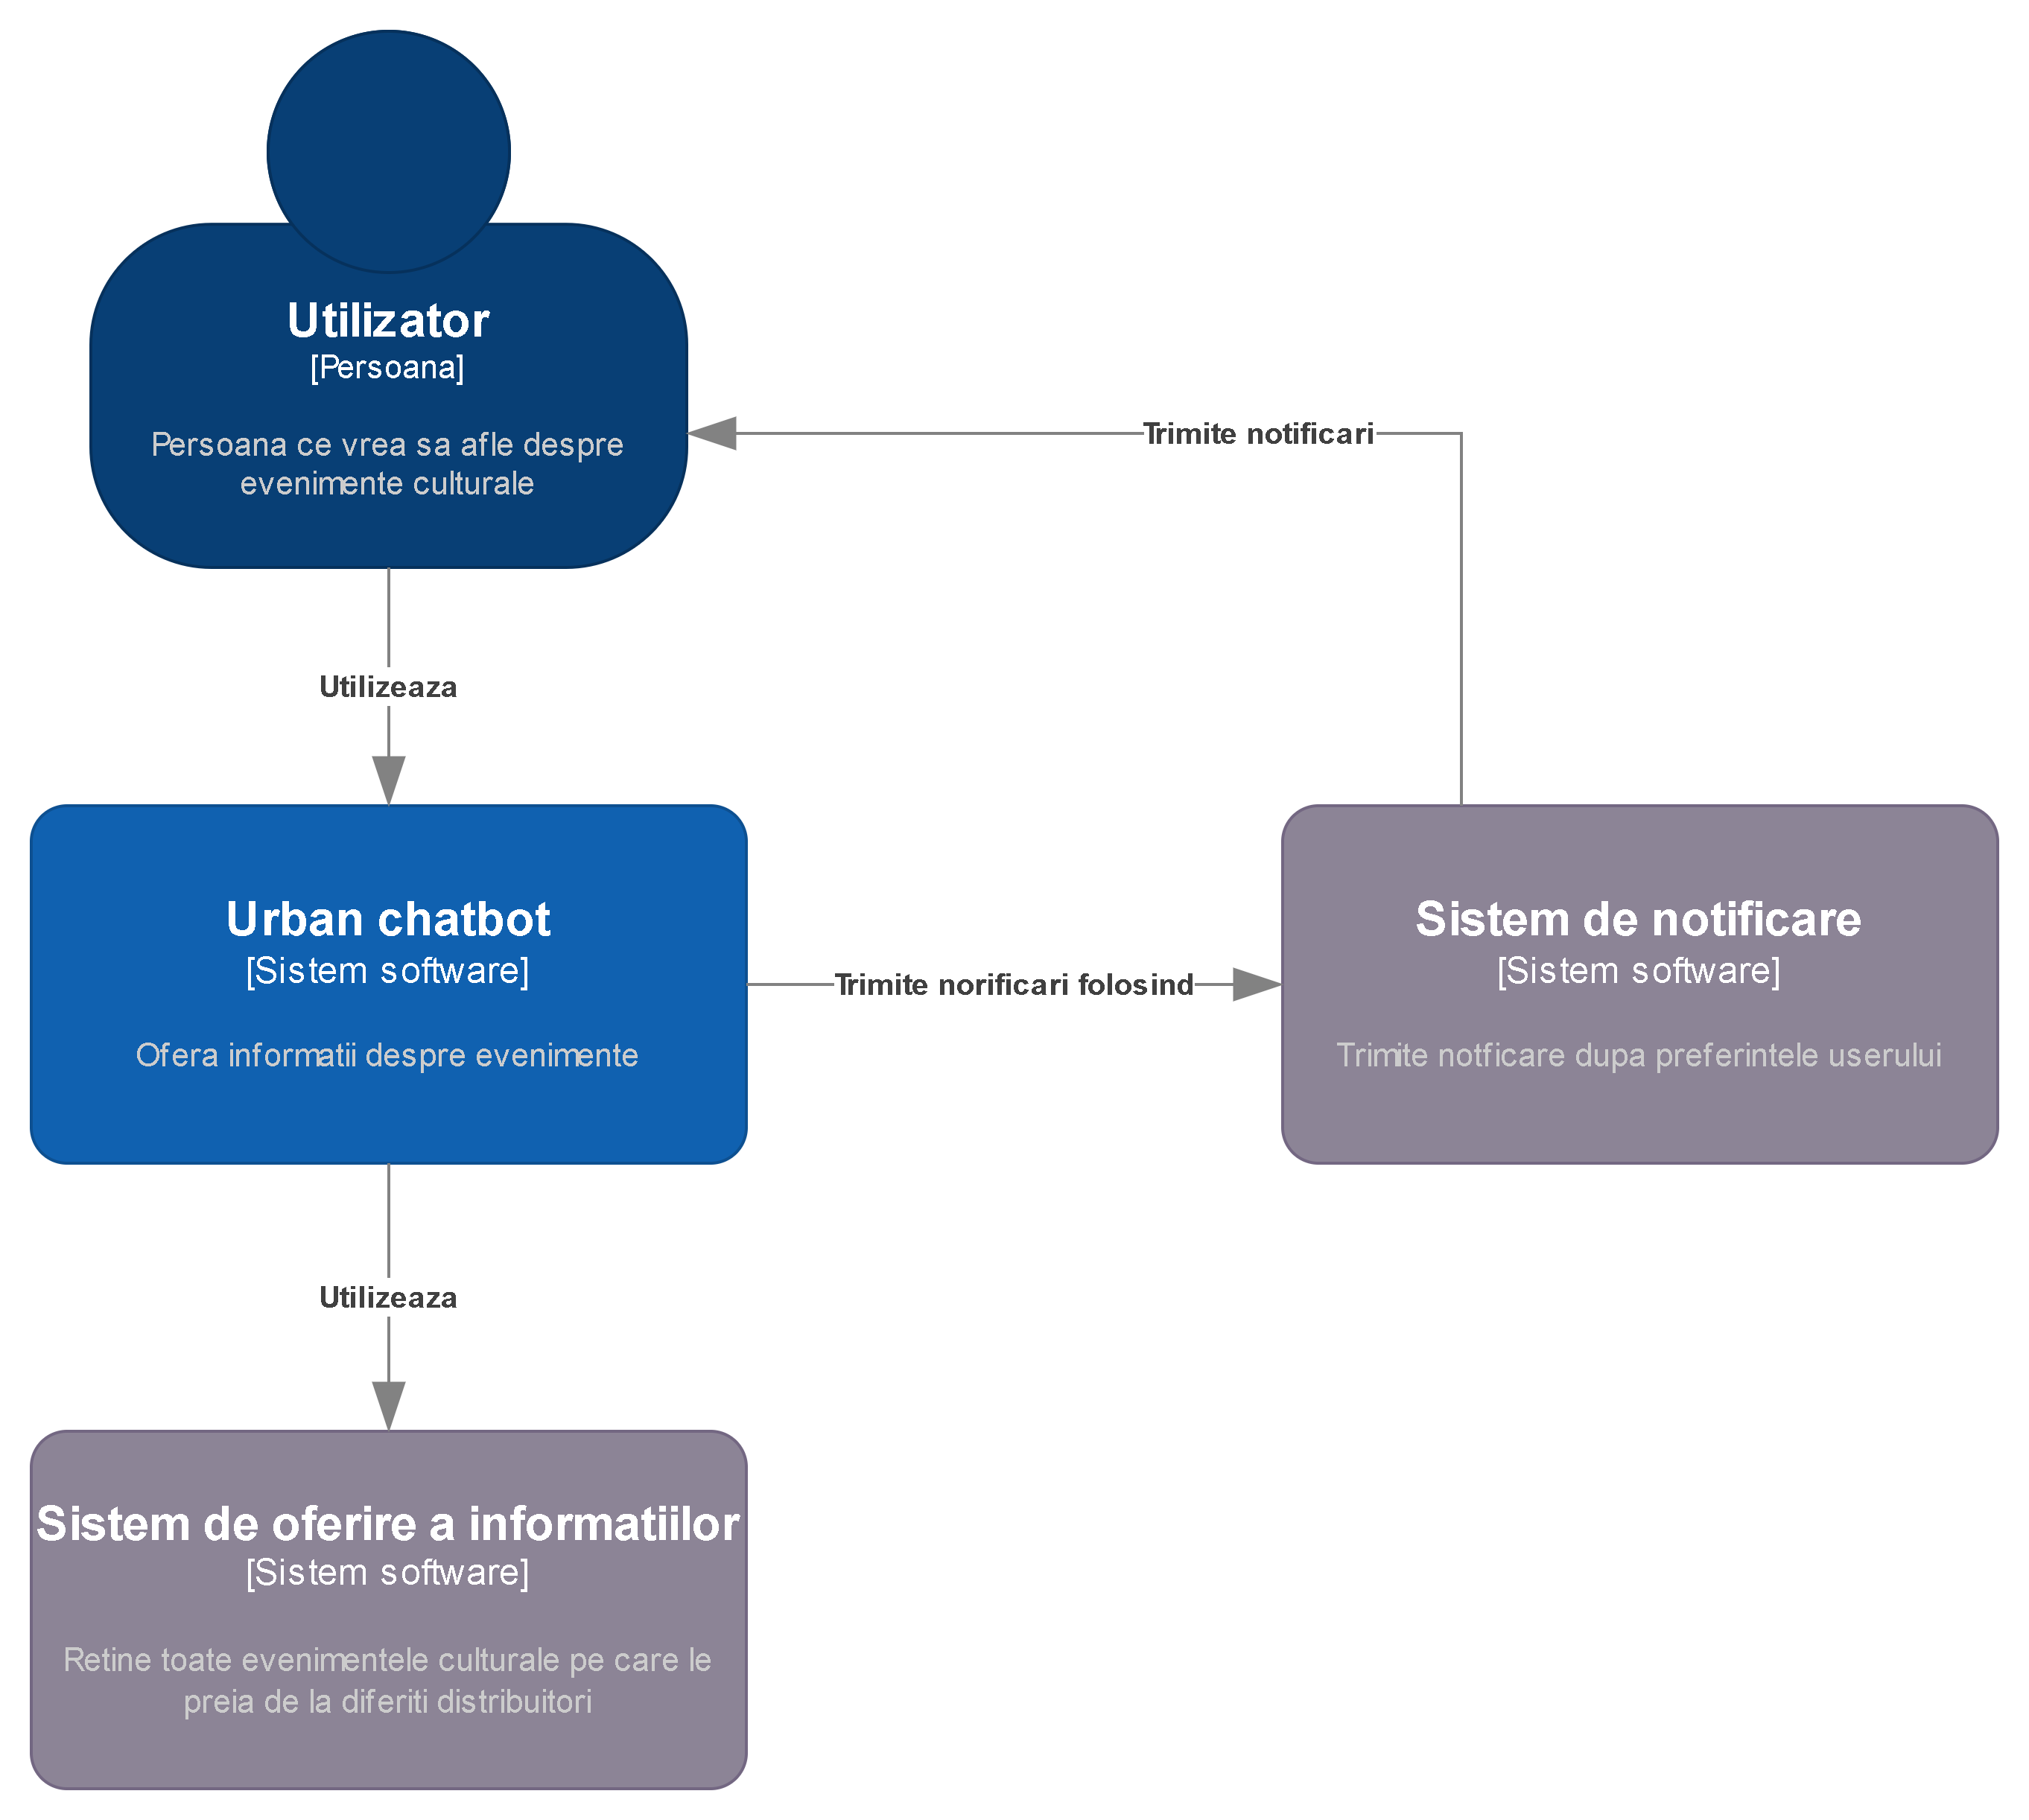 Utilizator
[Persoana]
Persoana ce vrea sa afle despre
evenimente culturale
Trimite notificari
Utilizeaza
Urban chatbot
[Sistem software]
Ofera informatii despre evenimente
Trimite norificari folosind
Sistem de notificare
[Sistem software]
Trimite notficare dupa preferintele userului
Utilizeaza
Sistem de oferire a informatiilor
[Sistem software]
Retine toate evenimentele culturale pe care le
preia de la diferiti distribuitori